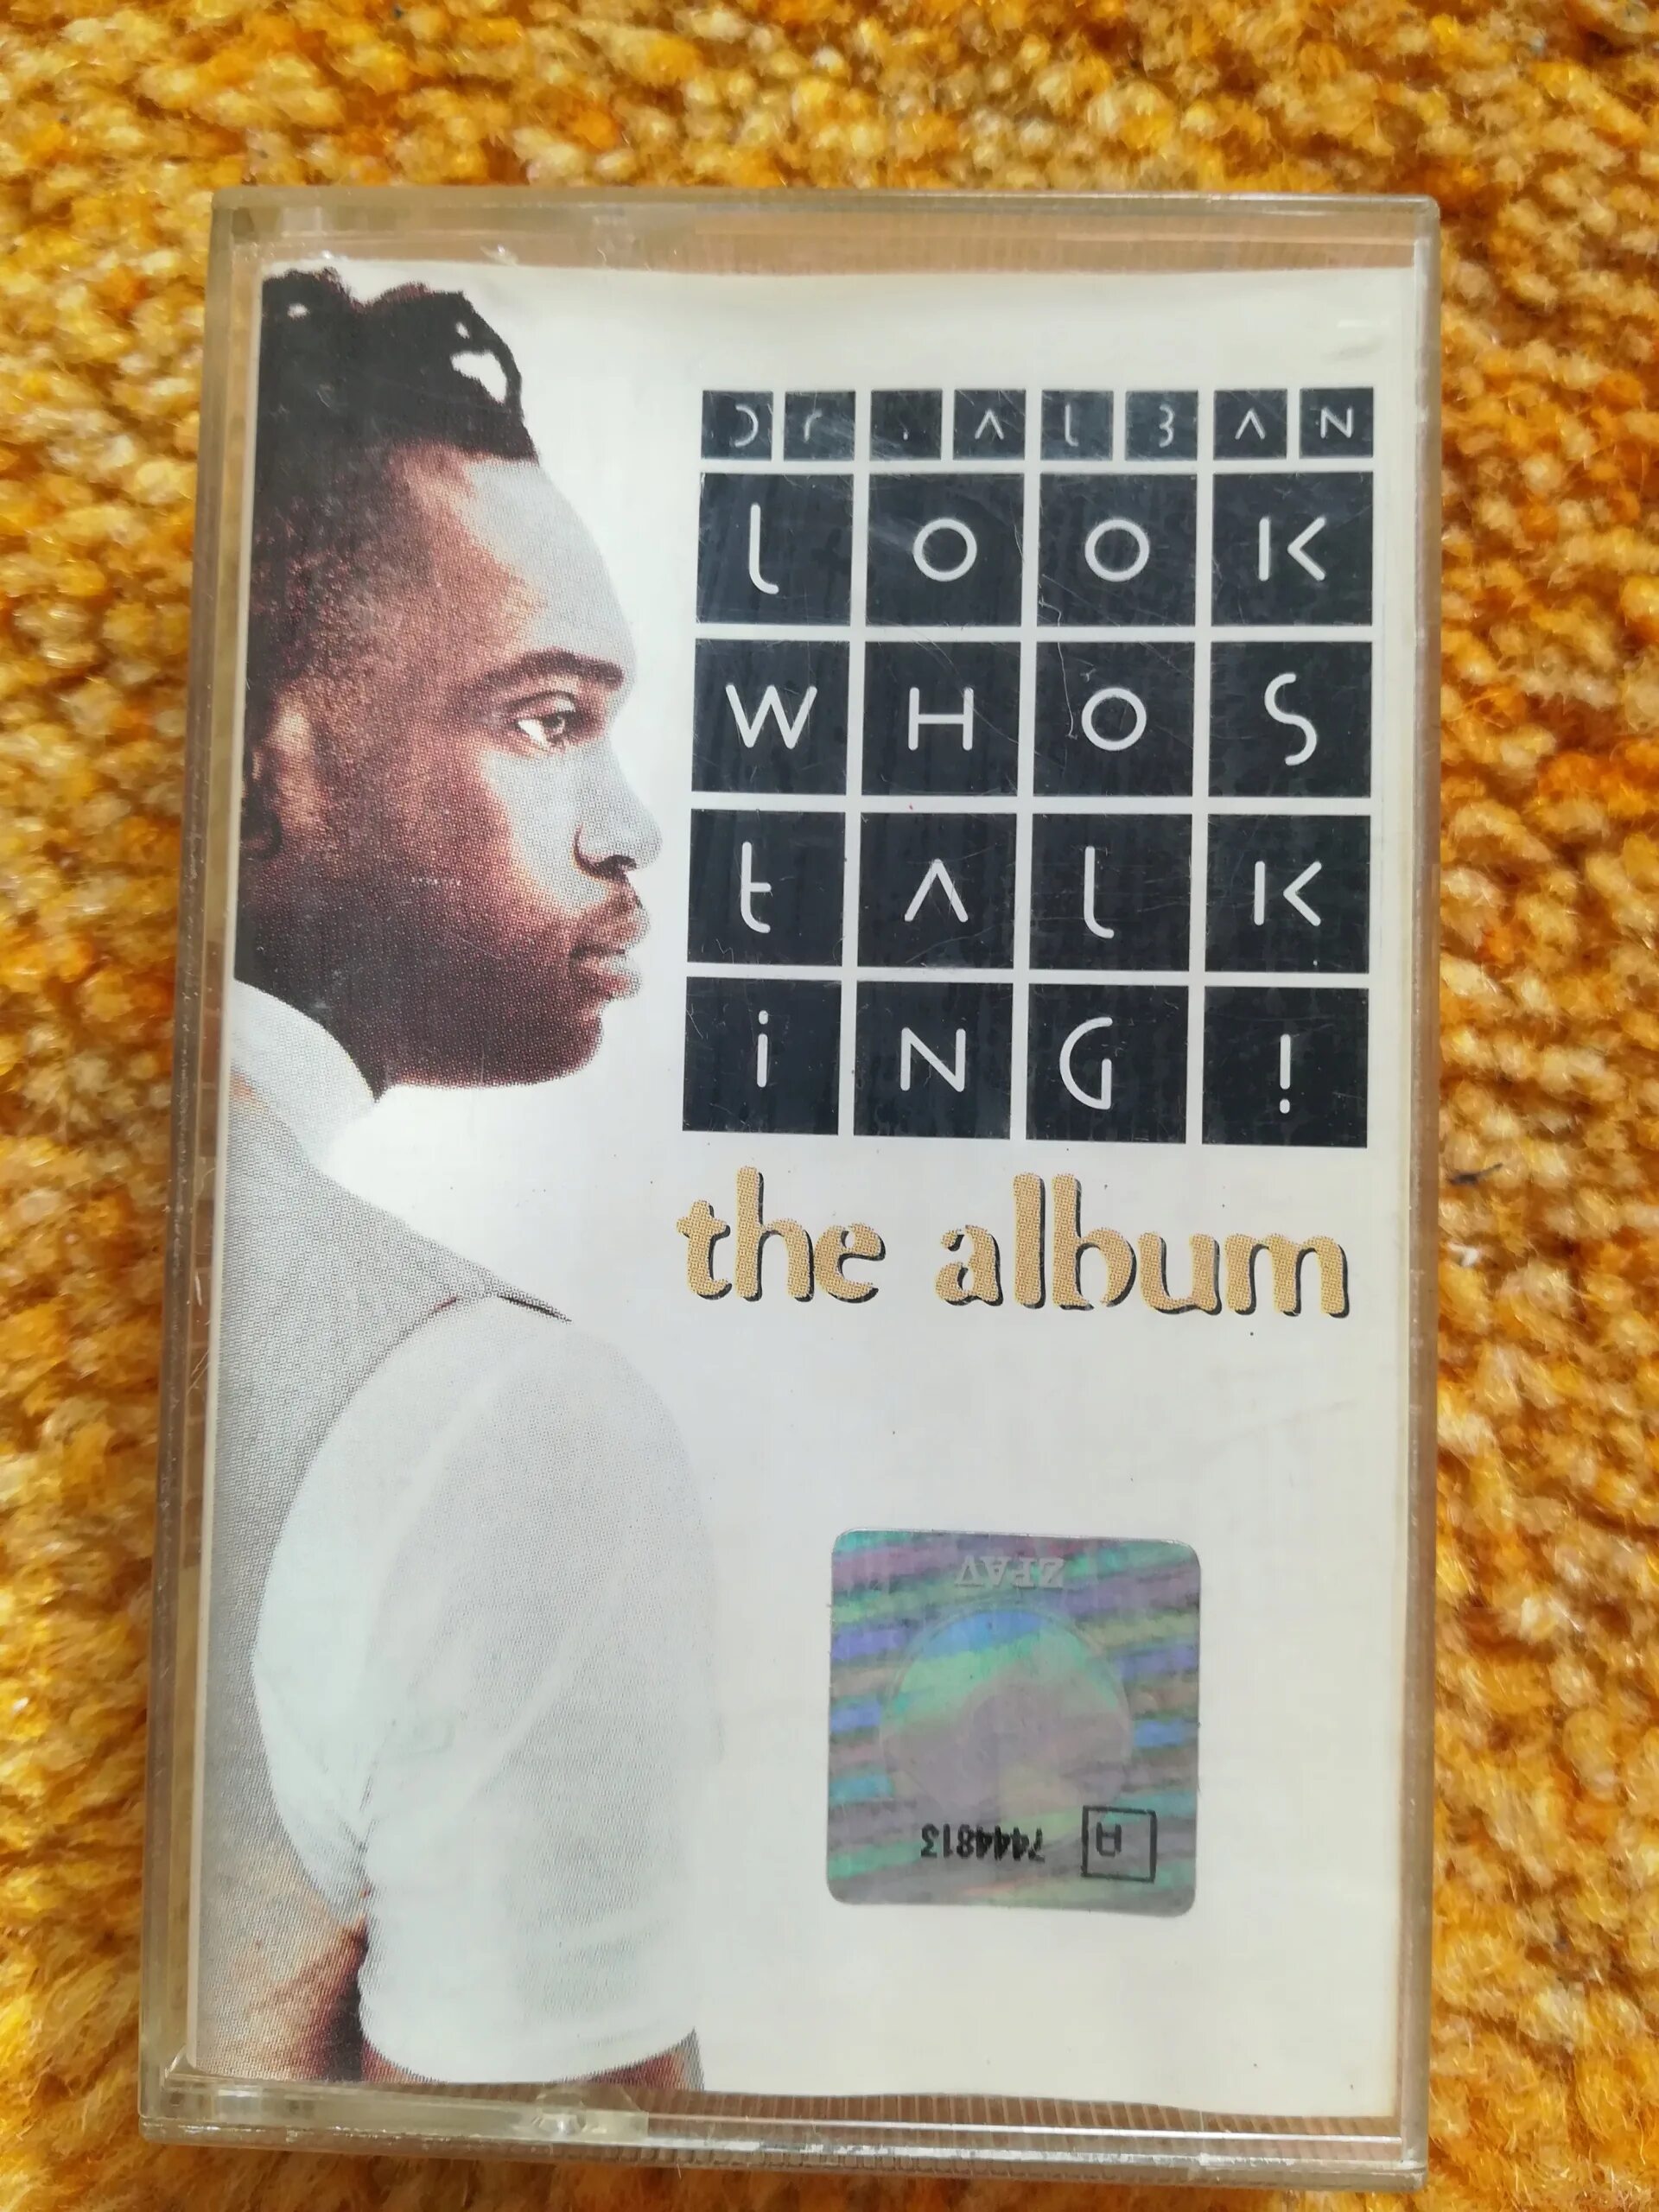 Dr. ALBAN
LOOK
WHOS
tALK
iNG!
the album
ZPAV
A 7444813